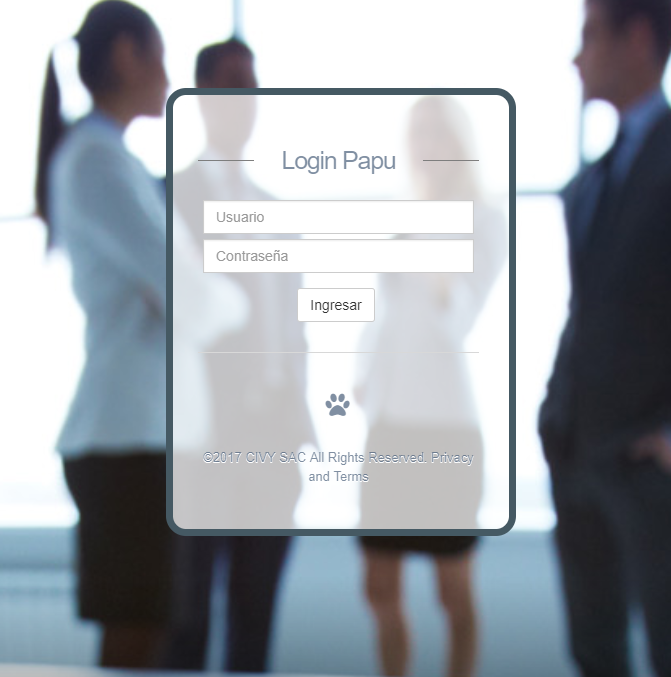 Login Papu
Usuario
Contraseña
Ingresar
©2017 CIVY SAC All Rights Reserved. Privacy
and Terms